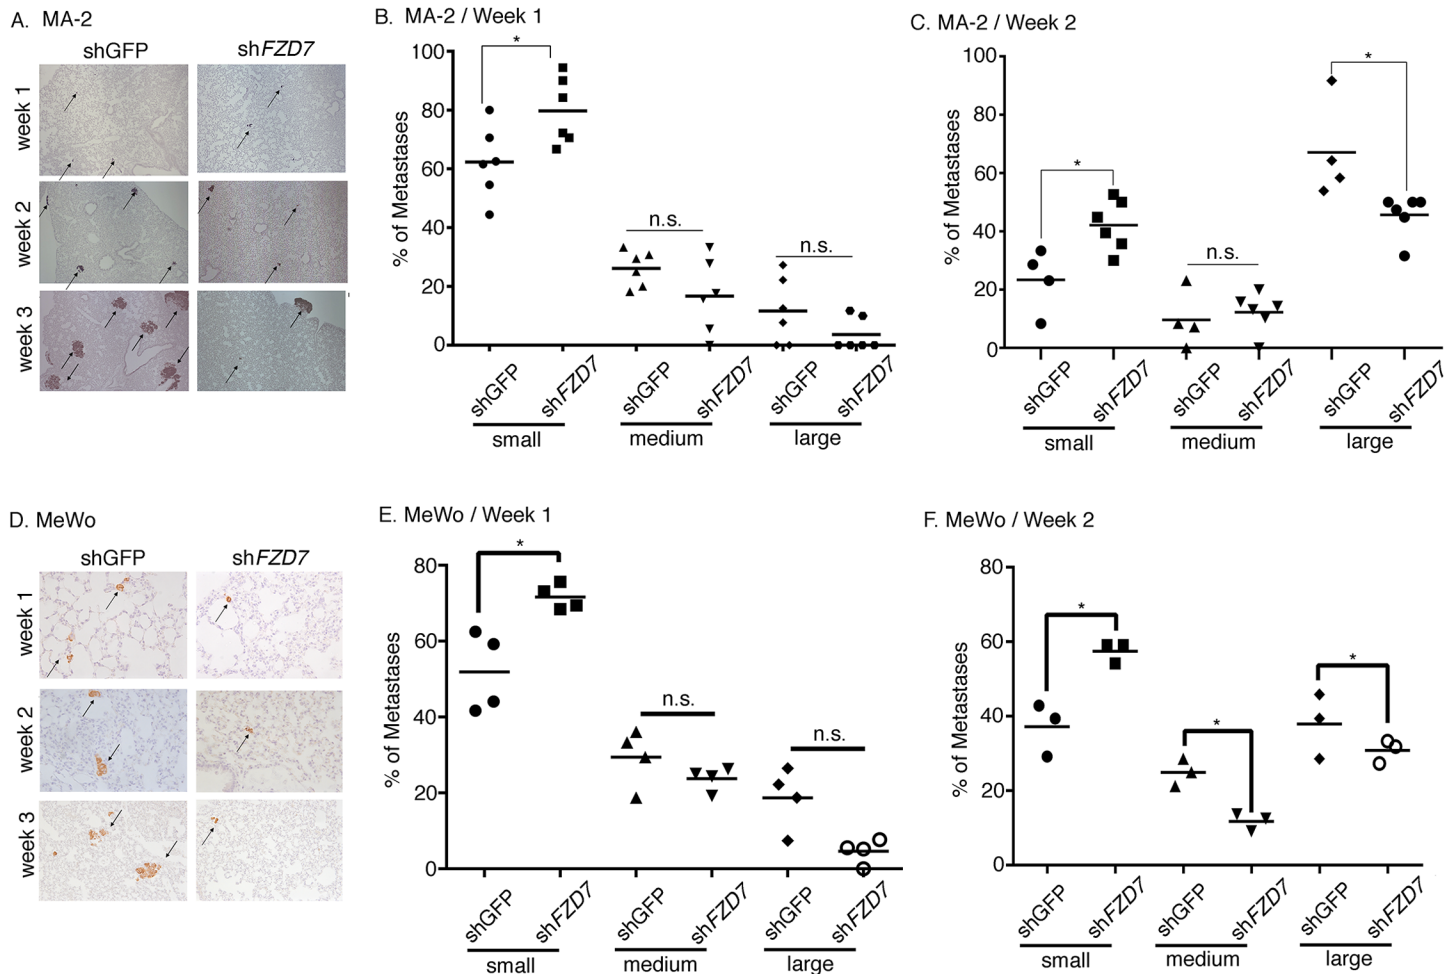 A. MA-2
shGFP
shFZD7
week 1
week 2
week 3
B. MA-2 / Week 1
% of Metastases
100
80
60
40
20
0
*
n.s.
n.s.
shGFP
shFZD7
shGFP
shFZD7
shGFP
shFZD7
small
medium
large
C. MA-2 / Week 2
% of Metastases
100
80
60
40
20
0
*
n.s.
*
shGFP
shFZD7
shGFP
shFZD7
shGFP
shFZD7
small
medium
large
D. MeWo
shGFP
shFZD7
week 1
week 2
week 3
E. MeWo / Week 1
% of Metastases
80
60
40
20
0
*
n.s.
n.s.
shGFP
shFZD7
shGFP
shFZD7
shGFP
shFZD7
small
medium
large
F. MeWo / Week 2
% of Metastases
80
60
40
20
0
*
*
*
shGFP
shFZD7
shGFP
shFZD7
shGFP
shFZD7
small
medium
large